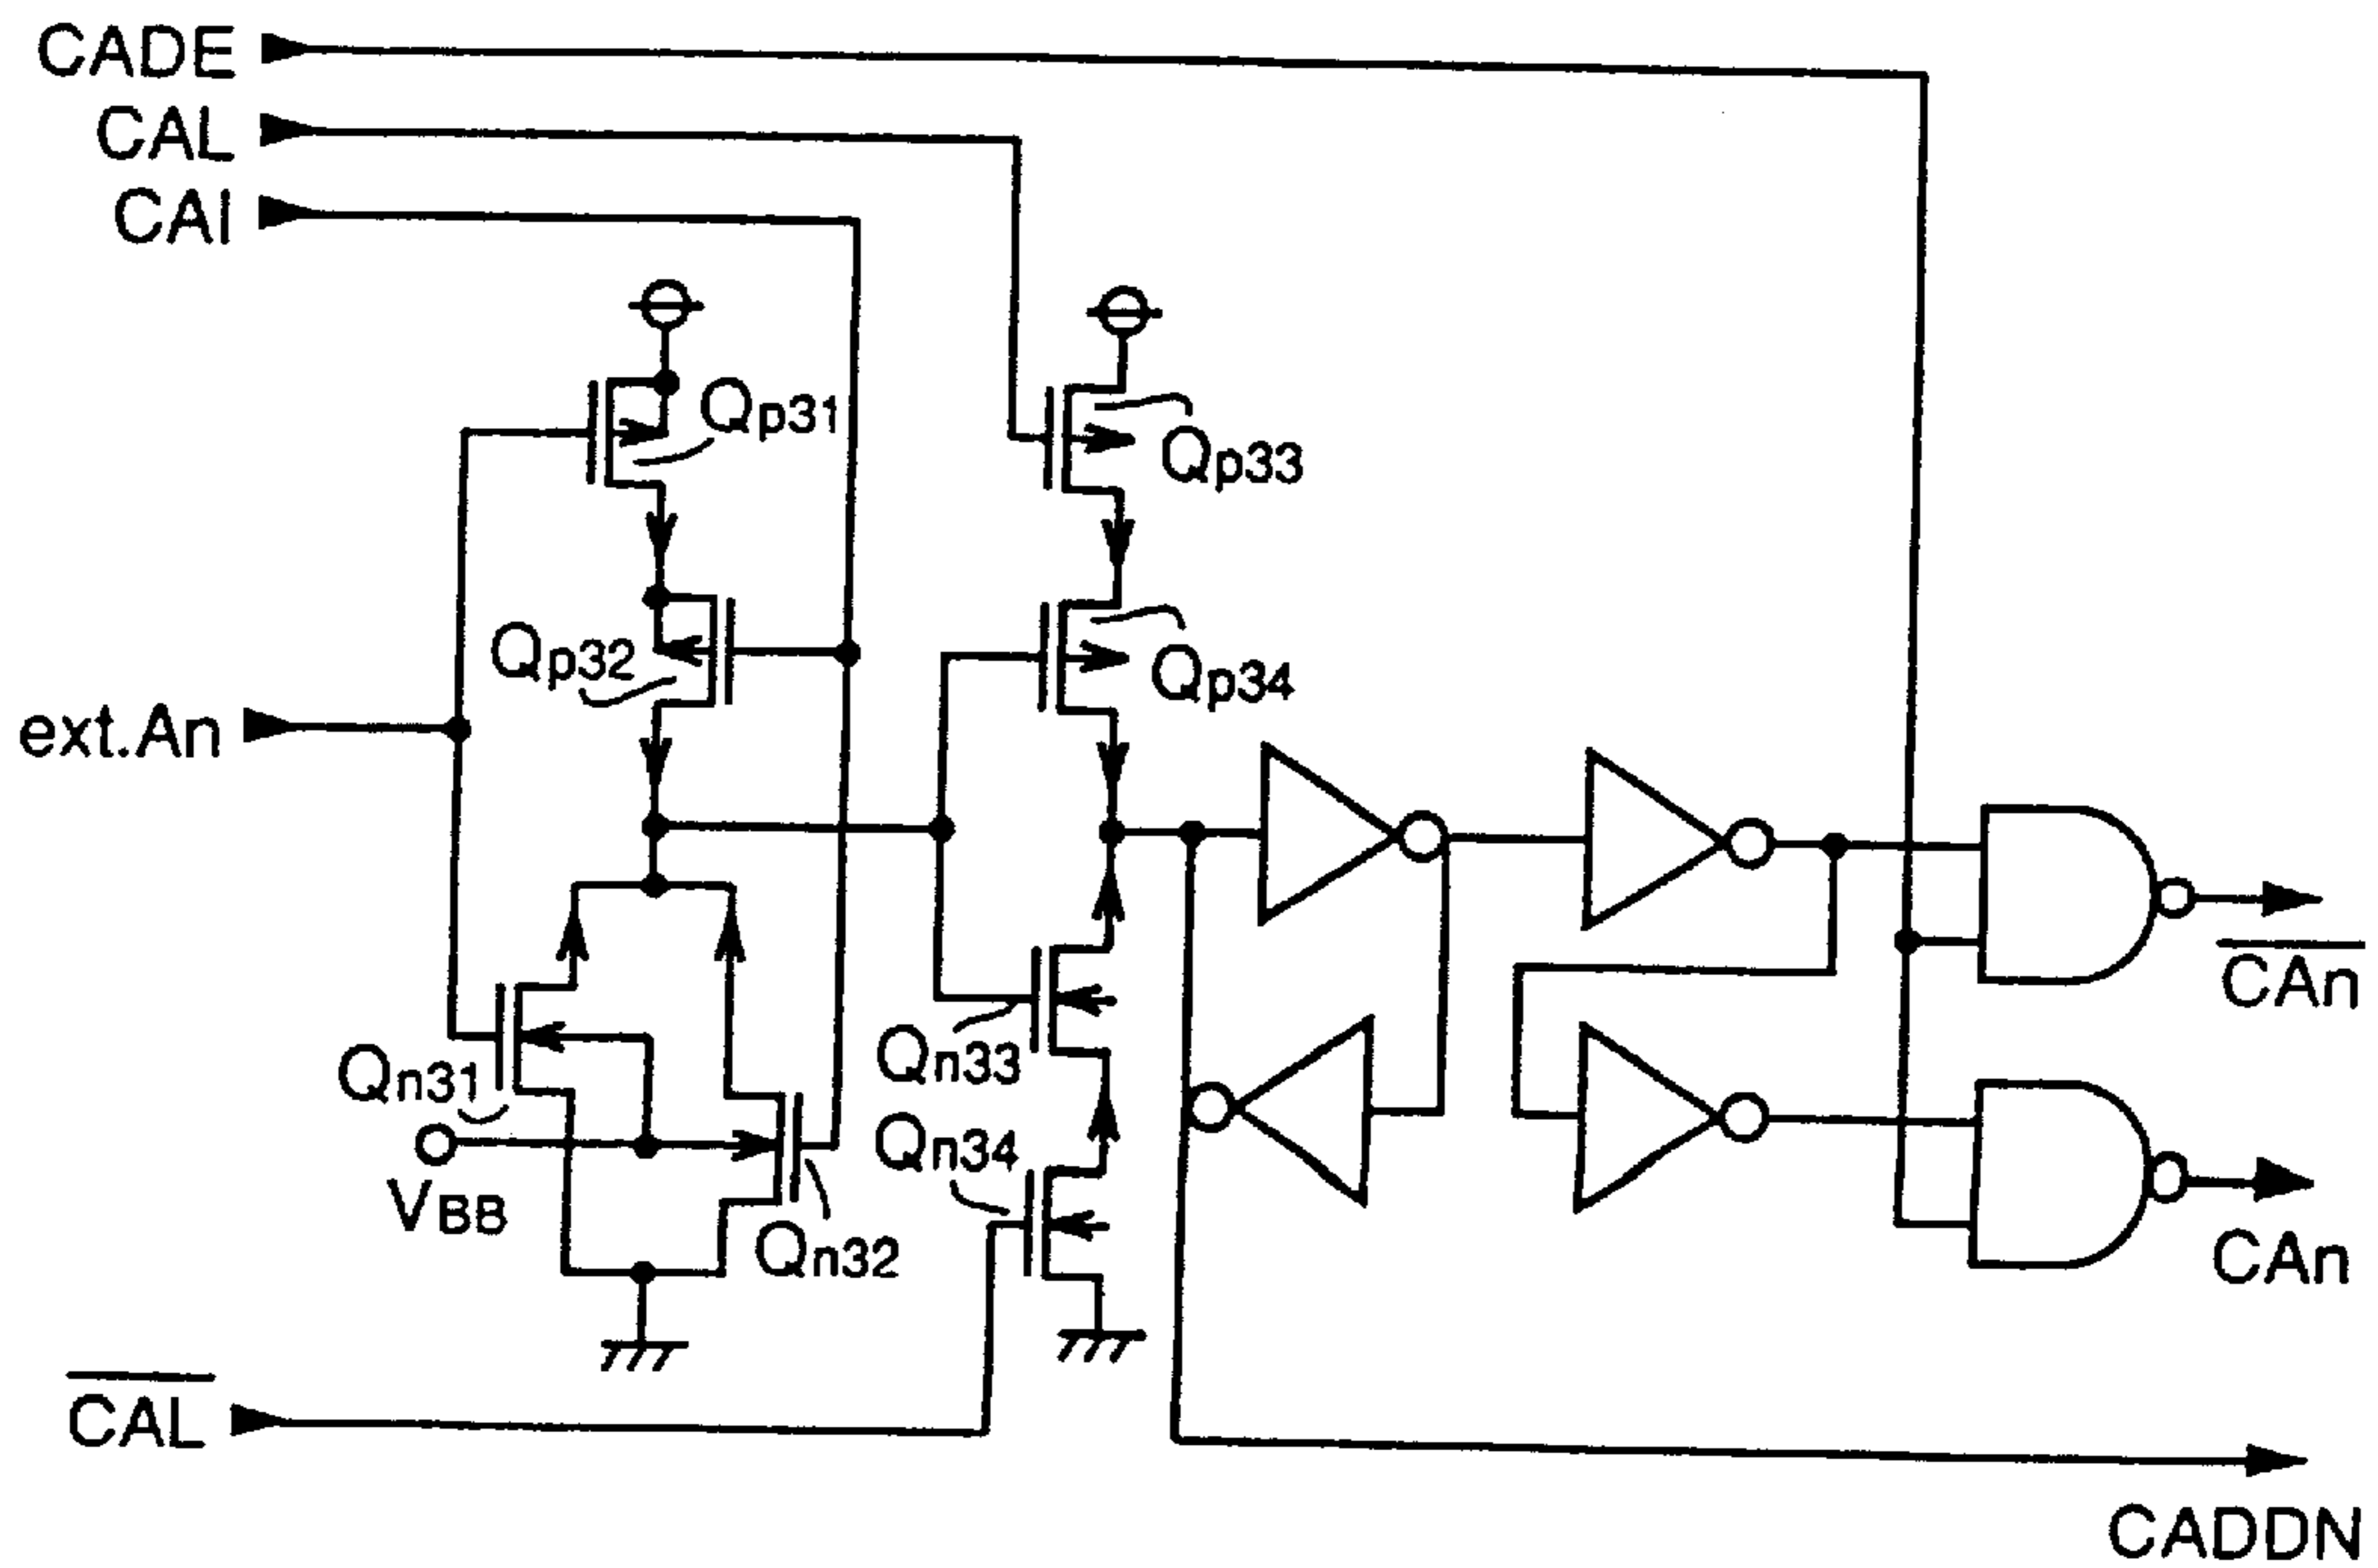 CADE
CAL
CAI
Qp31
Qp33
Qp32
Qp34
ext.An
CAn
Qn33
Qn31
Qn34
VBB
Qn32
CAn
CAL
CADDN